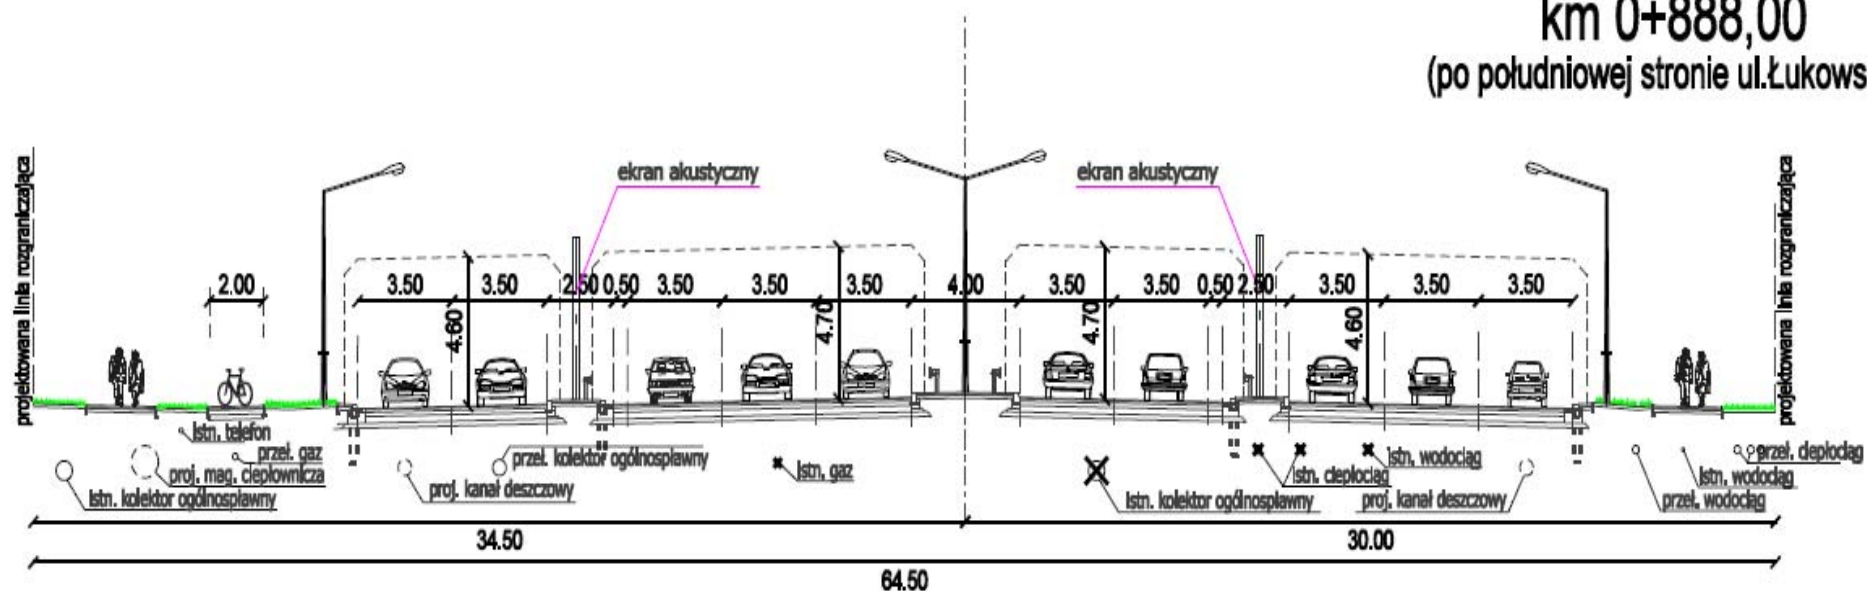 km 0+888,00
(po południowej stronie ul.Łukows
projektowana linia rozgraniczająca
ekran akustyczny
ekran akustyczny
projektowana linia rozgraniczająca
2.00
3.50
3.50
2.50
0.50
3.50
3.50
3.50
4.00
3.50
3.50
0.50
2.50
3.50
3.50
3.50
4.60
4.70
4.70
4.60
istn. telefon
przeł. gaz
proj. mag. ciepłownicza
istn. kolektor ogólnospławny
przeł. kolektor ogólnospławny
proj. kanał deszczowy
istn. gaz
istn. kolektor ogólnospławny
istn. wodociąg
istn. ciepłociąg
proj. kanał deszczowy
przeł. ciepłociąg
istn. wodociąg
przeł. wodociąg
34.50
30.00
64.50